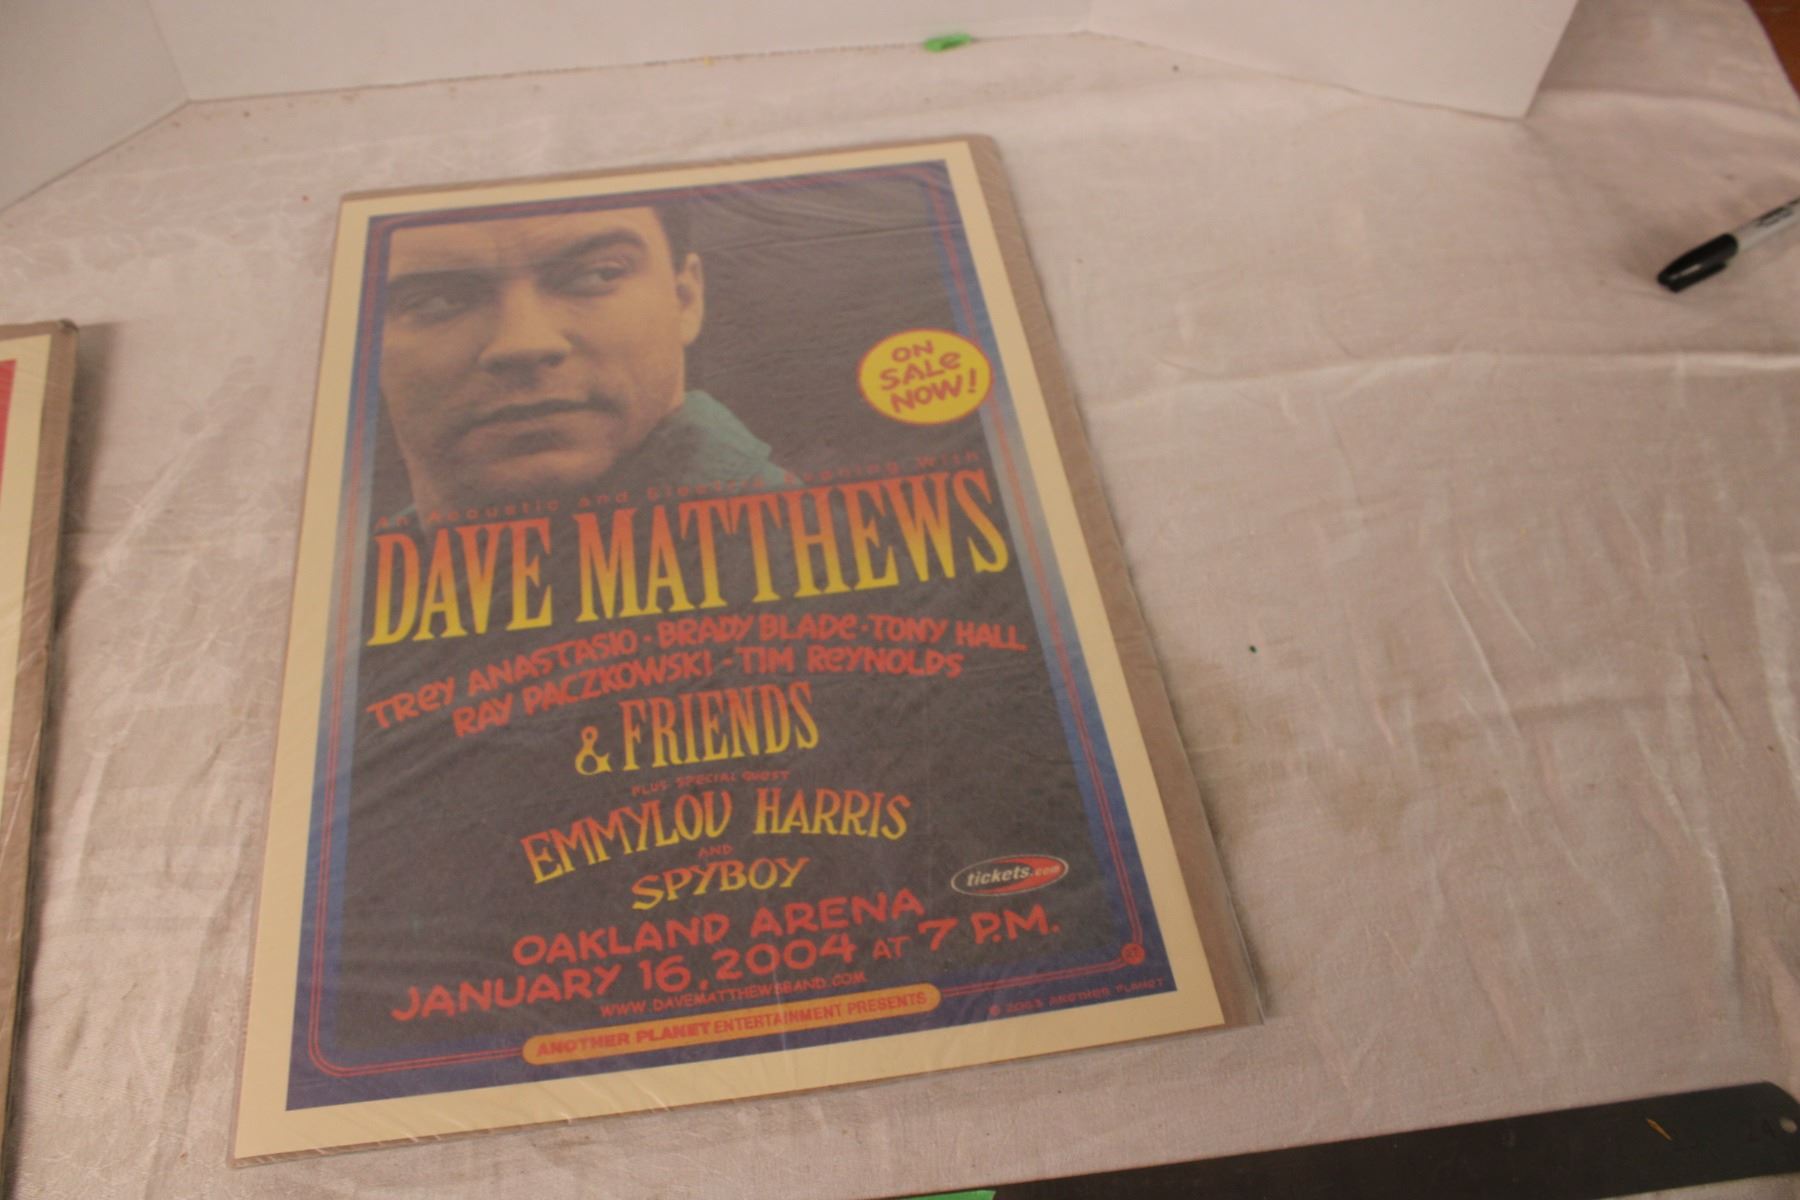 ON
SALe
NOW!
An Acoustic and Electric Evening With
DAVE MATTHEWS
TReY ANASTASIO - BRADY BLADe - TONY HALL
RAY PACZKOWSKI - TIM ReYNOLDS
& FRIENDS
PLUS SPECIAL GUEST
EMMYLOU HARRIS
AND
SPYBOY
tickets.com
OAKLAND ARENA
JANUARY 16, 2004 AT 7 P.M.
WWW.DAVEMATTHEWSBAND.COM
ANOTHER PLANET ENTERTAINMENT PRESENTS
© 2003 ANOTHER PLANET